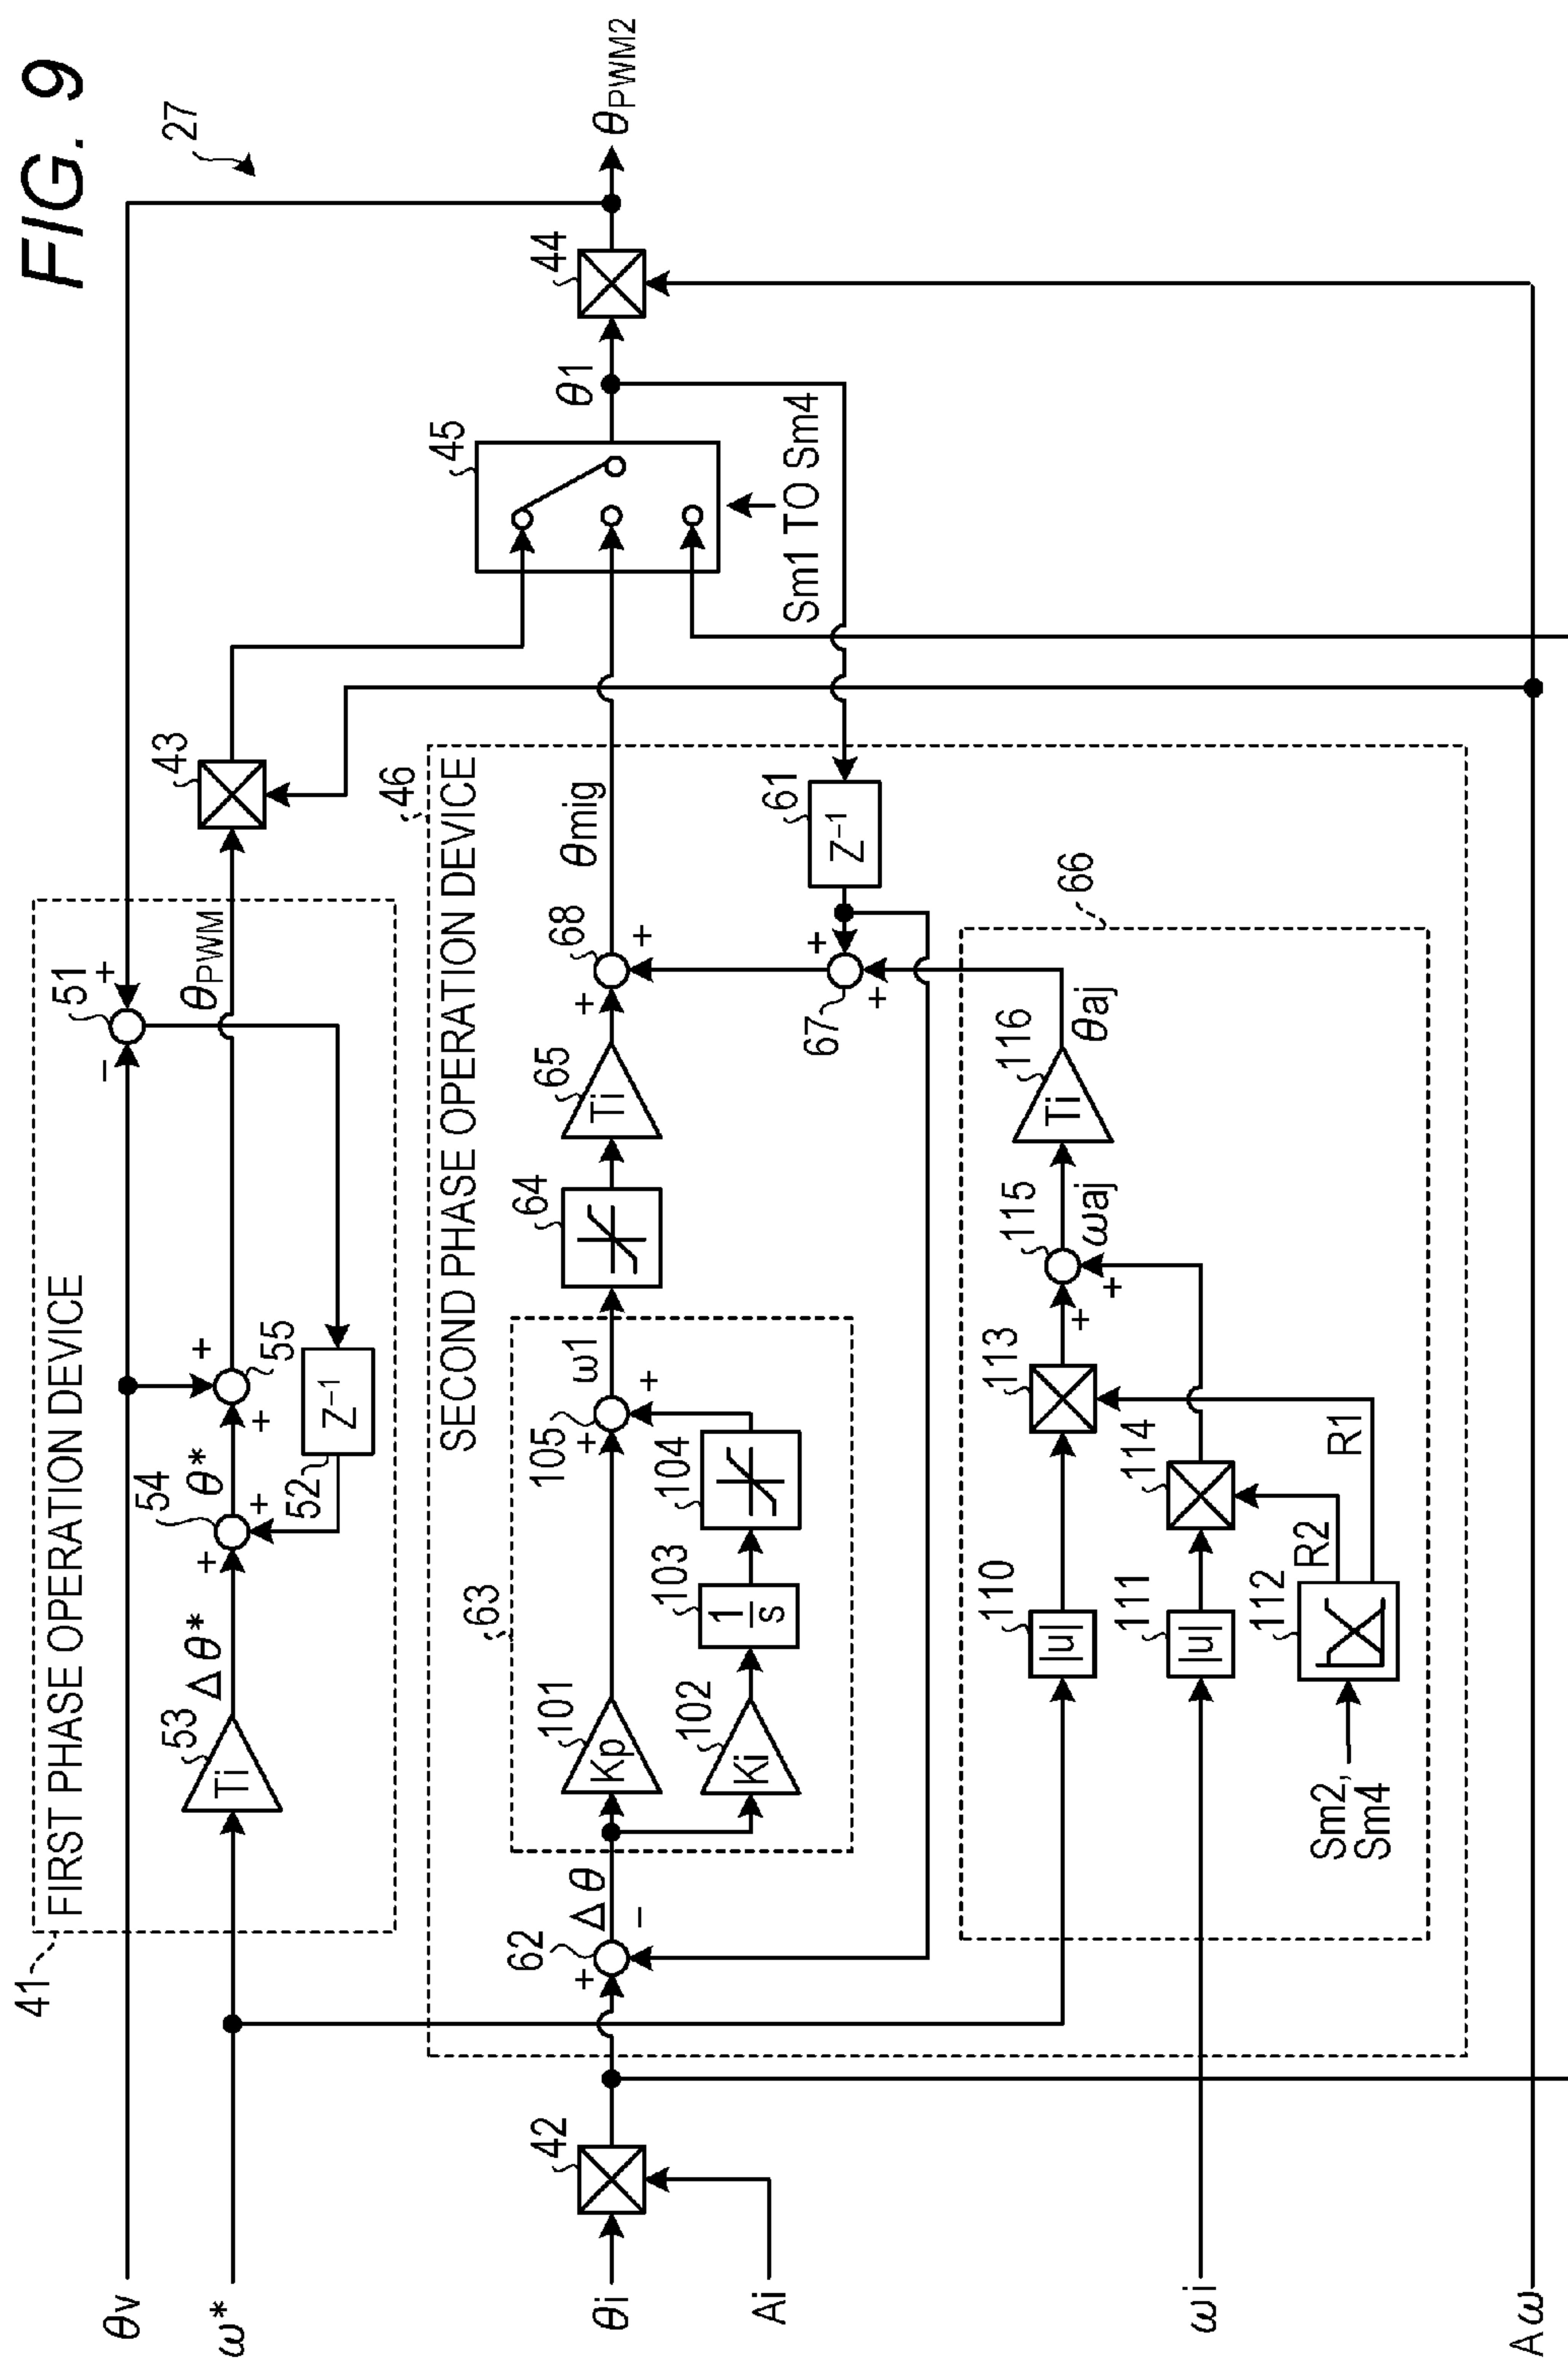 FIG. 9
27
FIRST PHASE OPERATION DEVICE
41
θv
ω*
53
Ti
Δθ*
54
+
+
θ*
52
Z⁻¹
55
+
+
51
−
+
θPWM
43
46
SECOND PHASE OPERATION DEVICE
θi
Ai
42
62
+
−
Δθ
63
101
Kp
102
Ki
103
1
s
104
105
+
+
ω1
64
65
Ti
68
+
+
θmig
61
Z⁻¹
67
+
+
45
Sm1 TO Sm4
θ1
44
θPWM2
66
110
|u|
111
|u|
112
Sm2,
Sm4
R2
R1
114
113
115
+
+
ωaj
116
Ti
θaj
ωi
Aω